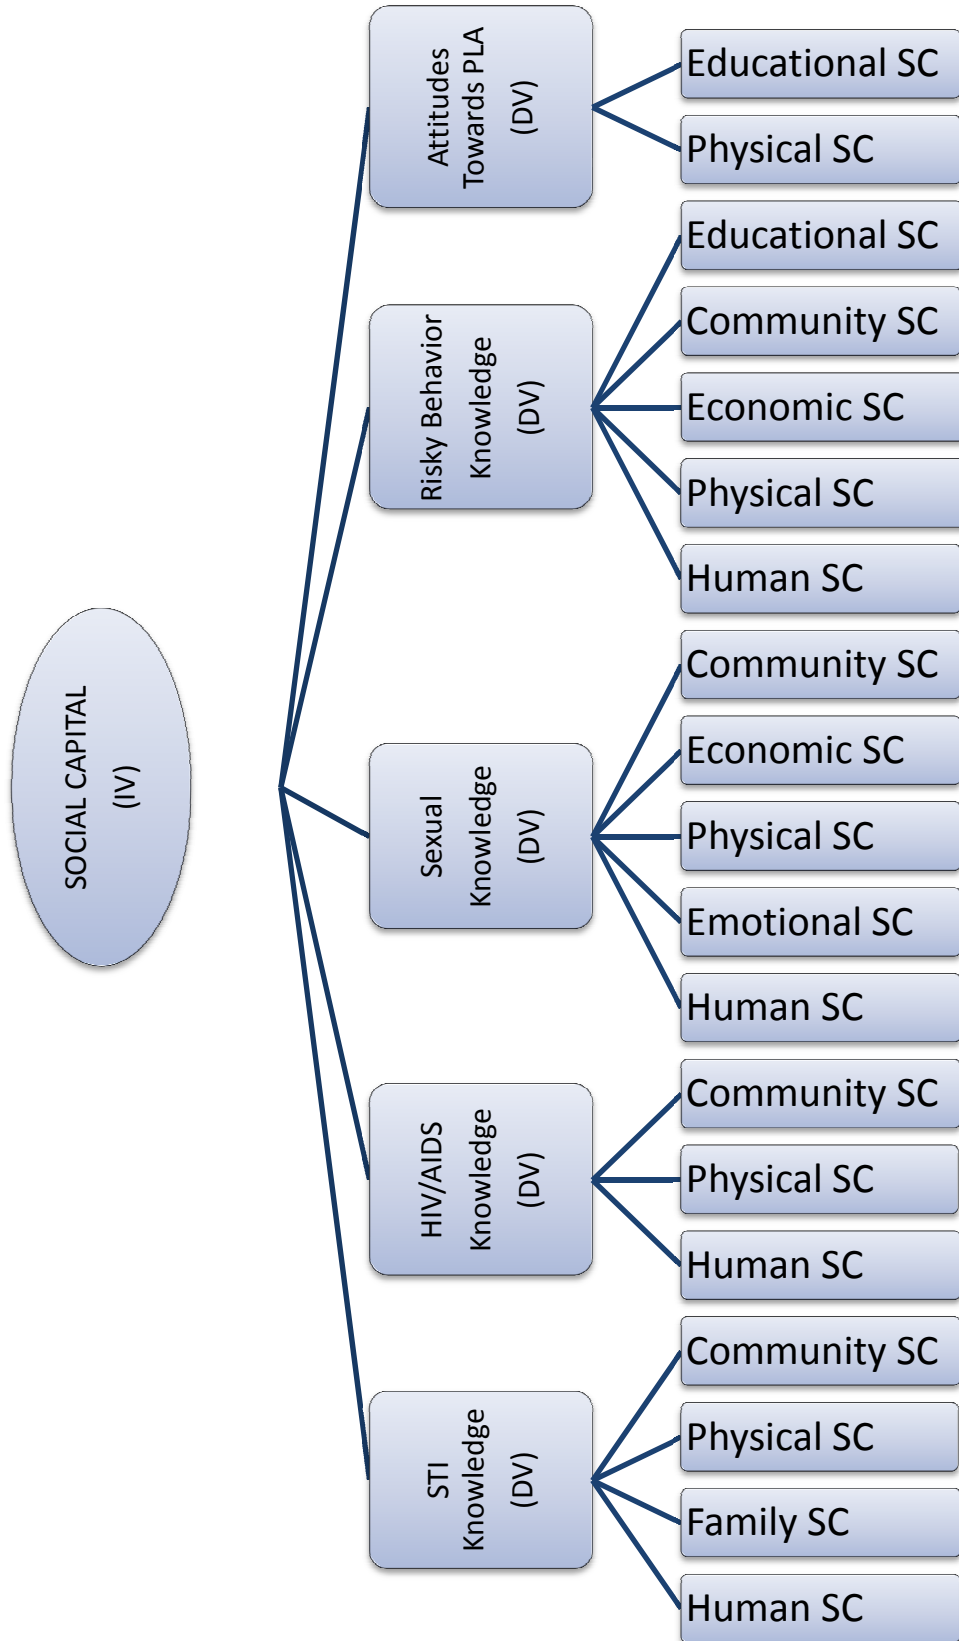 SOCIAL CAPITAL
(IV)
Attitudes
Towards PLA
(DV)
Educational SC
Physical SC
Risky Behavior
Knowledge
(DV)
Educational SC
Community SC
Economic SC
Physical SC
Human SC
Sexual
Knowledge
(DV)
Community SC
Economic SC
Physical SC
Emotional SC
Human SC
HIV/AIDS
Knowledge
(DV)
Community SC
Physical SC
Human SC
STI
Knowledge
(DV)
Community SC
Physical SC
Family SC
Human SC